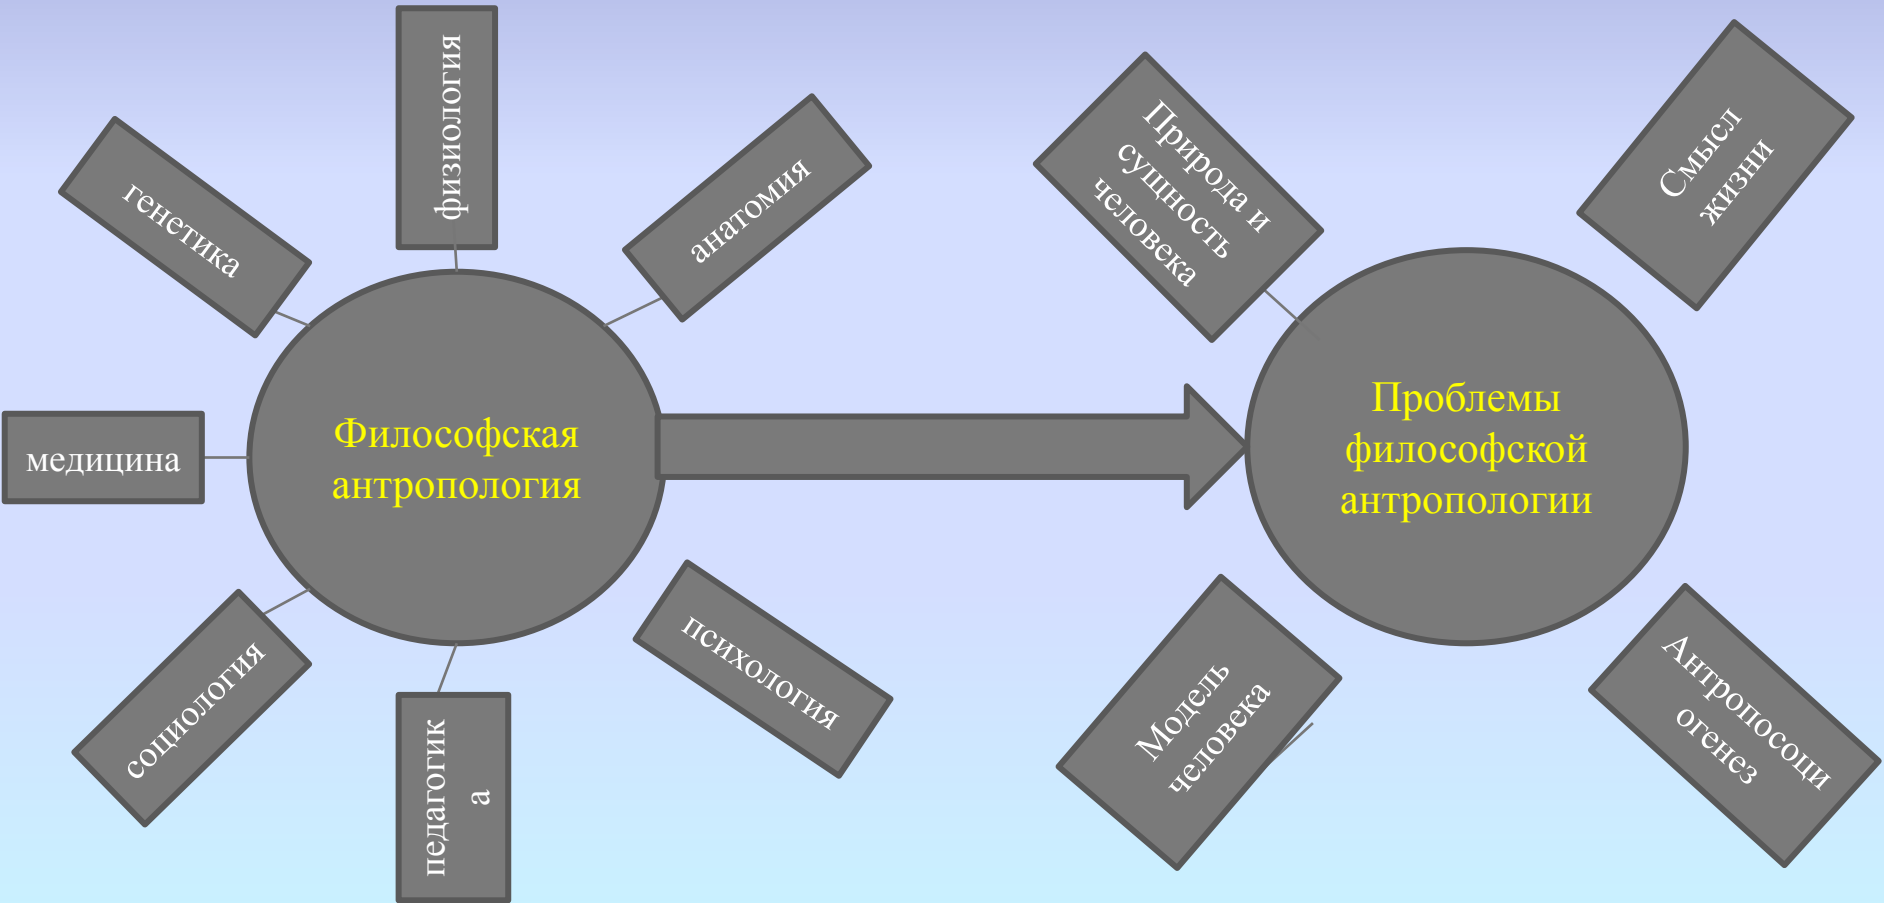 физиология
генетика
анатомия
медицина
Философская
антропология
социология
педагогик
а
психология
Природа и
сущность
человека
Смысл
жизни
Проблемы
философской
антропологии
Модель
человека
Антропосоци
огенез